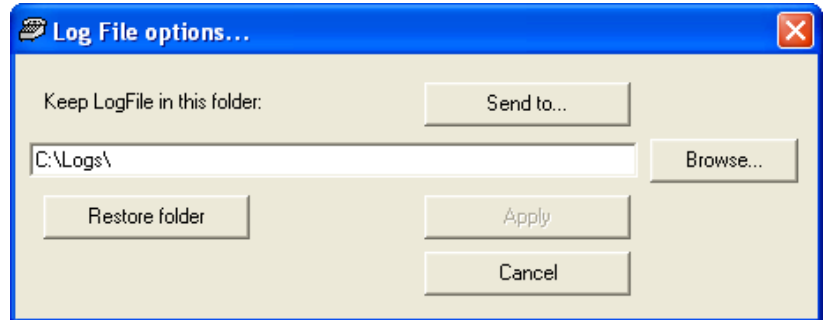 Log File options...
Keep LogFile in this folder:
Send to...
C:\Logs\
Browse...
Restore folder
Apply
Cancel